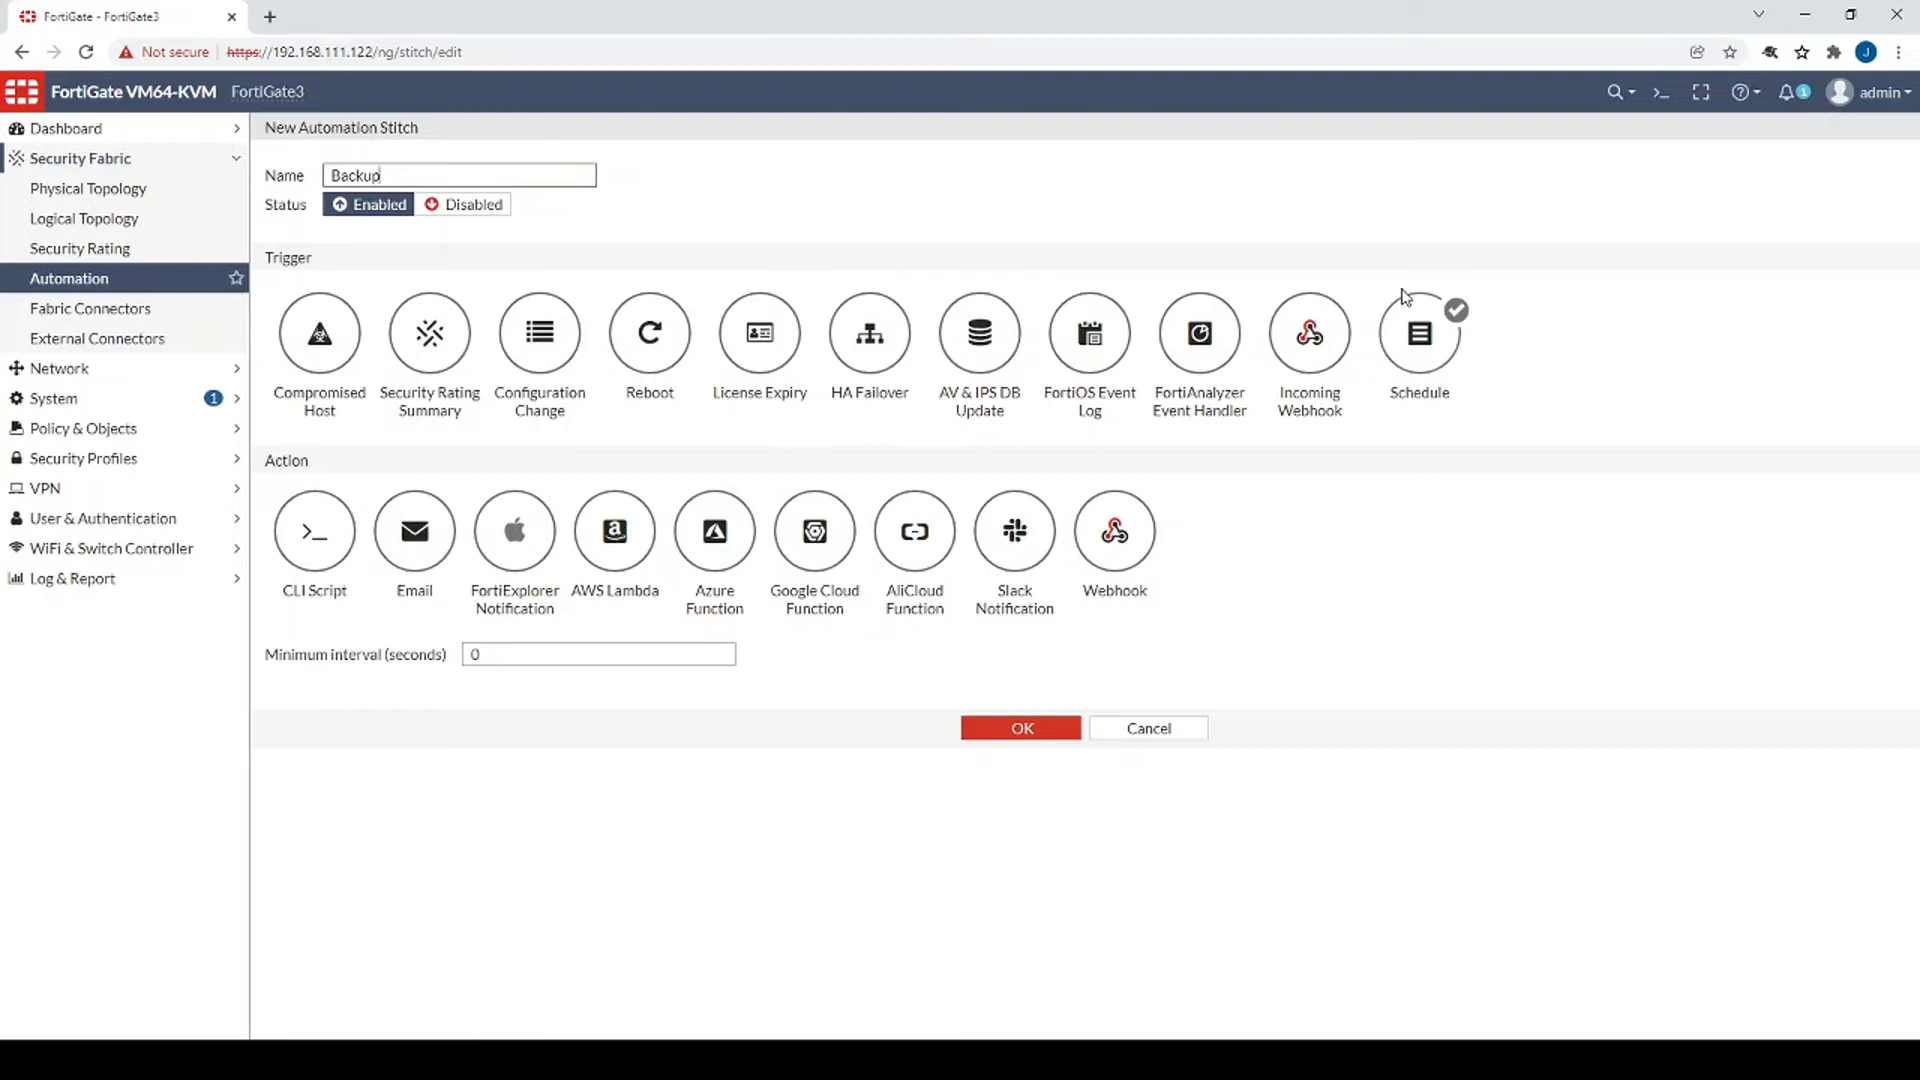 FortiGate - FortiGate3
Not secure https://192.168.111.122/ng/stitch/edit
J
FortiGate VM64-KVM FortiGate3
1 admin
Dashboard
Security Fabric
Physical Topology
Logical Topology
Security Rating
Automation
Fabric Connectors
External Connectors
Network
System 1
Policy & Objects
Security Profiles
VPN
User & Authentication
WiFi & Switch Controller
Log & Report
New Automation Stitch
Name Backup
Status Enabled Disabled
Trigger
Compromised Host
Security Rating Summary
Configuration Change
Reboot
License Expiry
HA Failover
AV & IPS DB Update
FortiOS Event Log
FortiAnalyzer Event Handler
Incoming Webhook
Schedule
Action
CLI Script
Email
FortiExplorer Notification
AWS Lambda
Azure Function
Google Cloud Function
AliCloud Function
Slack Notification
Webhook
Minimum interval (seconds) 0
OK Cancel